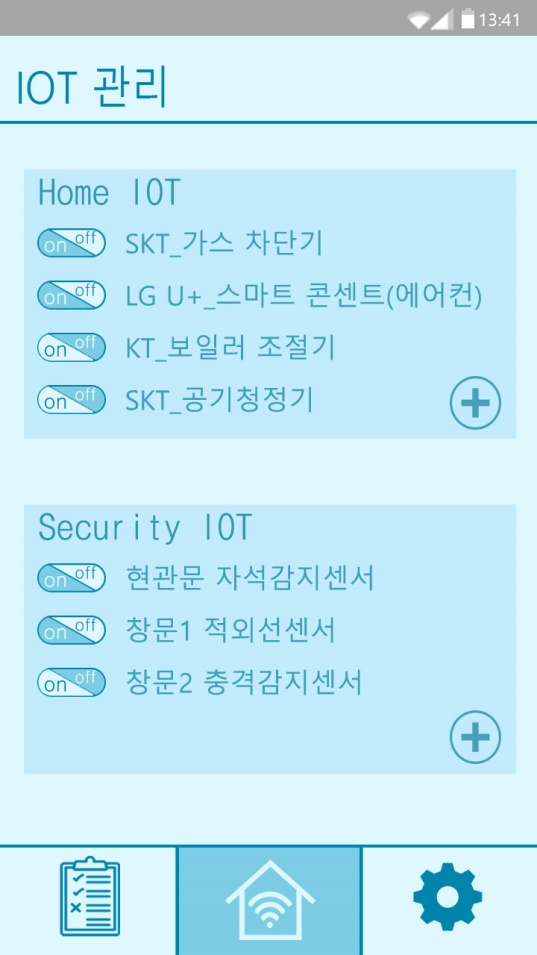 13:41
IOT 관리
Home IOT
on off SKT_가스 차단기
on off LG U+_스마트 콘센트(에어컨)
on off KT_보일러 조절기
on off SKT_공기청정기
Security IOT
on off 현관문 자석감지센서
on off 창문1 적외선센서
on off 창문2 충격감지센서